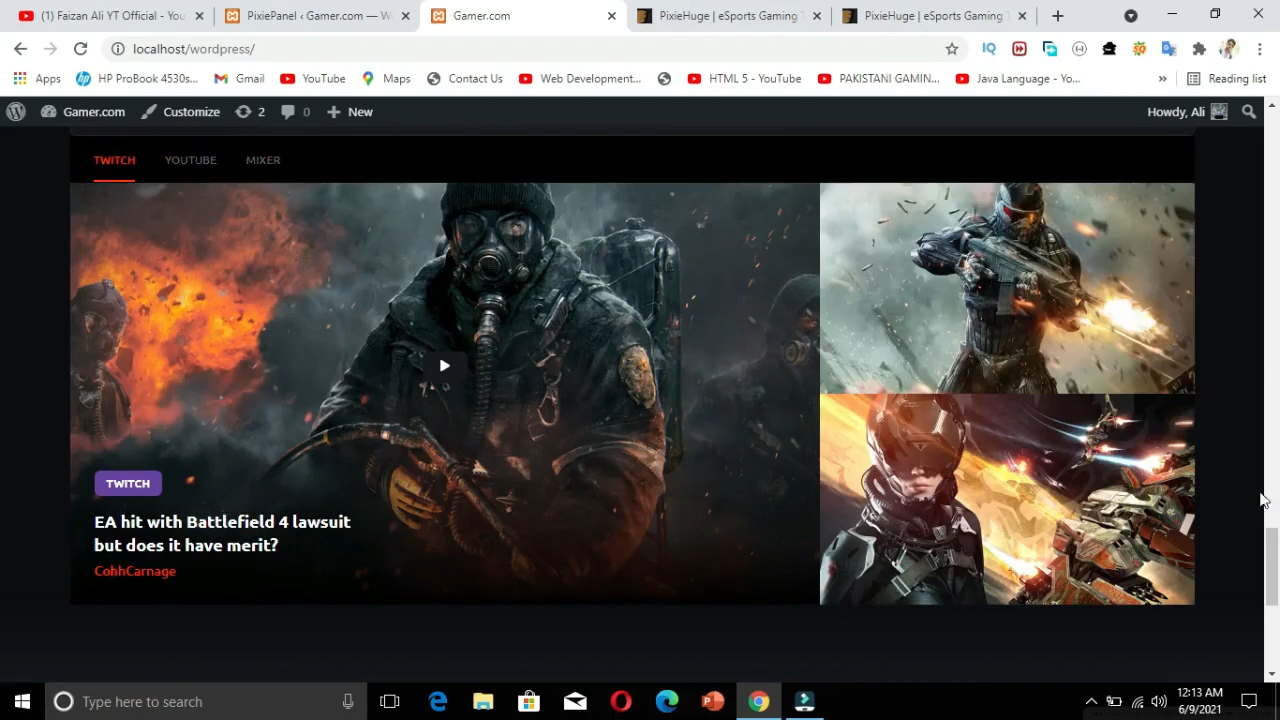 (1) Faizan Ali YT Official - You
PixiePanel ‹ Gamer.com — W
Gamer.com
PixieHuge | eSports Gaming T
PixieHuge | eSports Gaming T
localhost/wordpress/
Apps
HP ProBook 4530s...
Gmail
YouTube
Maps
Contact Us
Web Development...
HTML 5 - YouTube
PAKISTANI GAMIN...
Java Language - Yo...
»
Reading list
Gamer.com
Customize
2
0
New
Howdy, Ali
TWITCH
YOUTUBE
MIXER
TWITCH
EA hit with Battlefield 4 lawsuit
but does it have merit?
CohhCarnage
Type here to search
12:13 AM
6/9/2021